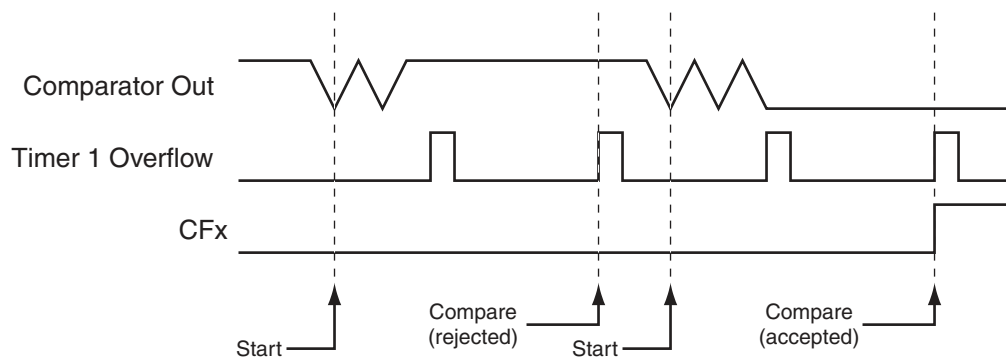 Comparator Out
Timer 1 Overflow
CFx
Start
Compare
(rejected)
Start
Compare
(accepted)